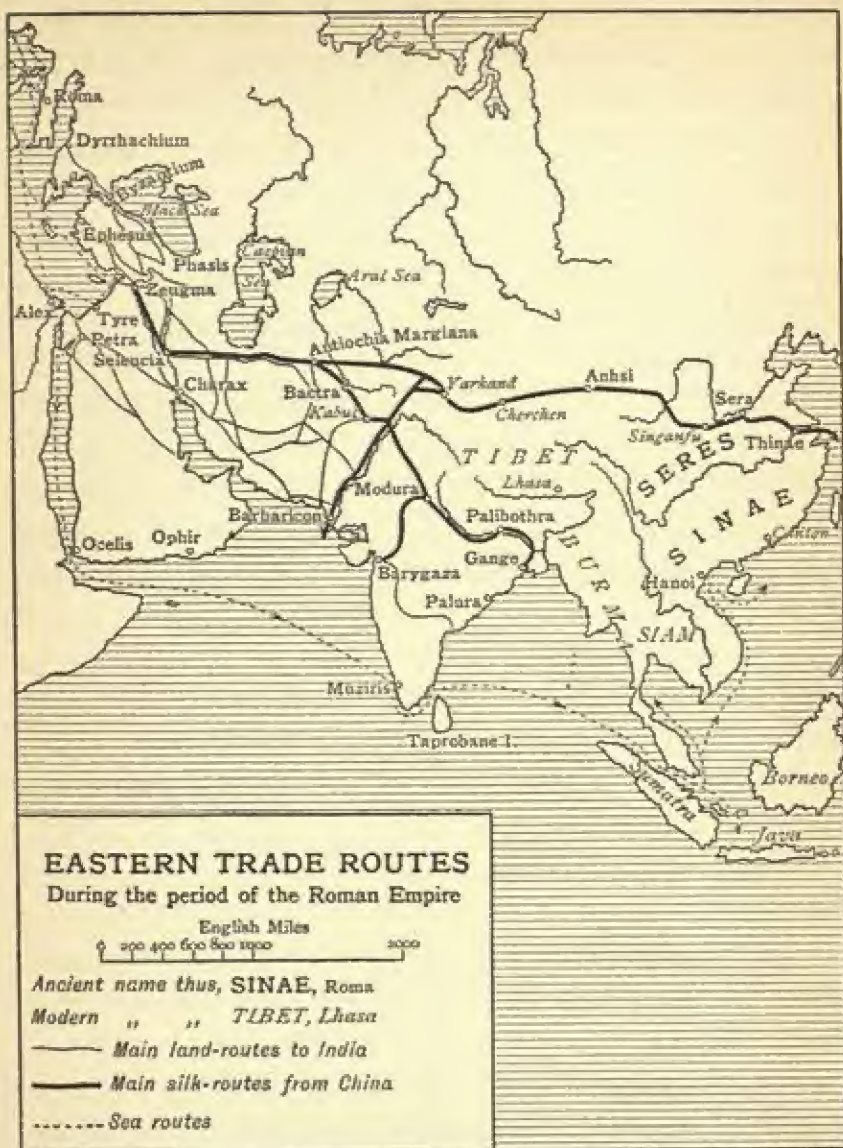 Roma
Dyrrhachium
Byzantium
Black Sea
Ephesus
Phasis
Caspian
Sea
Aral Sea
Zeugma
Alex
Tyre
Petra
Seleucia
Antiochia Margiana
Charax
Bactra
Kabul
Yarkand
Cherchen
Anhsi
Sera
Singanfu
Thinae
SERES
SINAE
TIBET
Lhasa
Modura
Palibothra
Canton
Barbaricon
Ocelis
Ophir
Barygaza
Gange
Hanoi
BURM
Palura
SIAM
Muziris
Taprobane I.
Sumatra
Borneo
Java
EASTERN TRADE ROUTES
During the period of the Roman Empire
English Miles
0 200 400 600 800 1000 2000
Ancient name thus, SINAE, Roma
Modern „ „ TIBET, Lhasa
Main land-routes to India
Main silk-routes from China
Sea routes